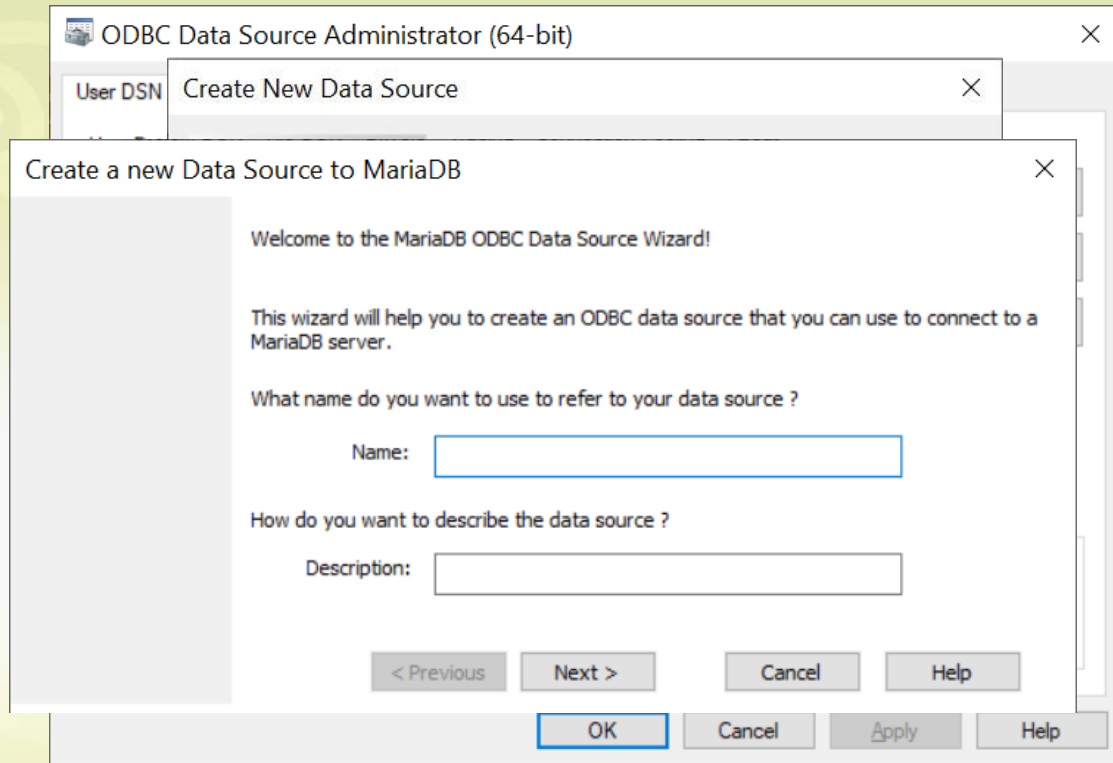 ODBC Data Source Administrator (64-bit)
User DSN
Create New Data Source
Create a new Data Source to MariaDB
Welcome to the MariaDB ODBC Data Source Wizard!
This wizard will help you to create an ODBC data source that you can use to connect to a
MariaDB server.
What name do you want to use to refer to your data source ?
Name:
How do you want to describe the data source ?
Description:
< Previous
Next >
Cancel
Help
OK
Cancel
Apply
Help